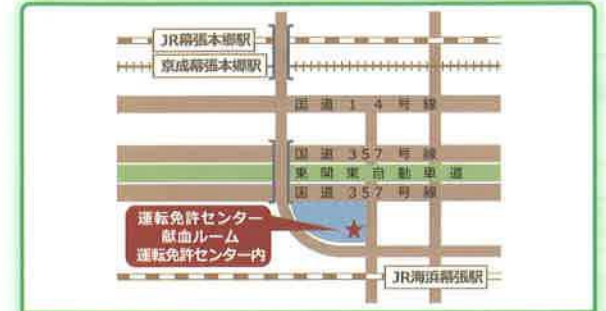 JR幕張本郷駅
京成幕張本郷駅
国道14号線
国道357号線
東関東自動車道
国道357号線
運転免許センター
献血ルーム
運転免許センター内
JR海浜幕張駅